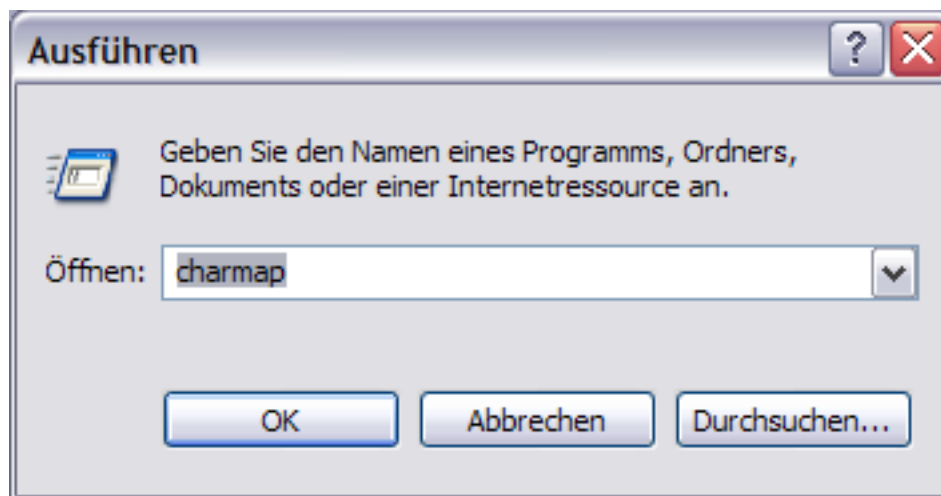 Ausführen
?
Geben Sie den Namen eines Programms, Ordners,
Dokuments oder einer Internetressource an.
Öffnen: charmap
OK Abbrechen Durchsuchen...